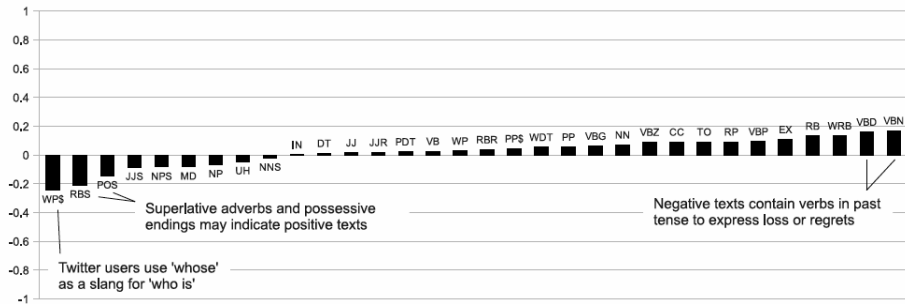 1
0.8
0.6
0.4
0.2
0
-0.2
-0.4
-0.6
-0.8
-1
WP$ RBS POS JJS NPS MD NP UH NNS IN DT JJ JJR PDT VB WP RBR PP$ WDT PP VBG NN VBZ CC TO RP VBP EX RB WRB VBD VBN
Superlative adverbs and possessive
endings may indicate positive texts
Negative texts contain verbs in past
tense to express loss or regrets
Twitter users use 'whose'
as a slang for 'who is'